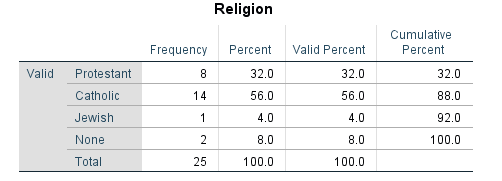 Religion
Frequency Percent Valid Percent Cumulative Percent
Valid Protestant 8 32.0 32.0 32.0
Catholic 14 56.0 56.0 88.0
Jewish 1 4.0 4.0 92.0
None 2 8.0 8.0 100.0
Total 25 100.0 100.0